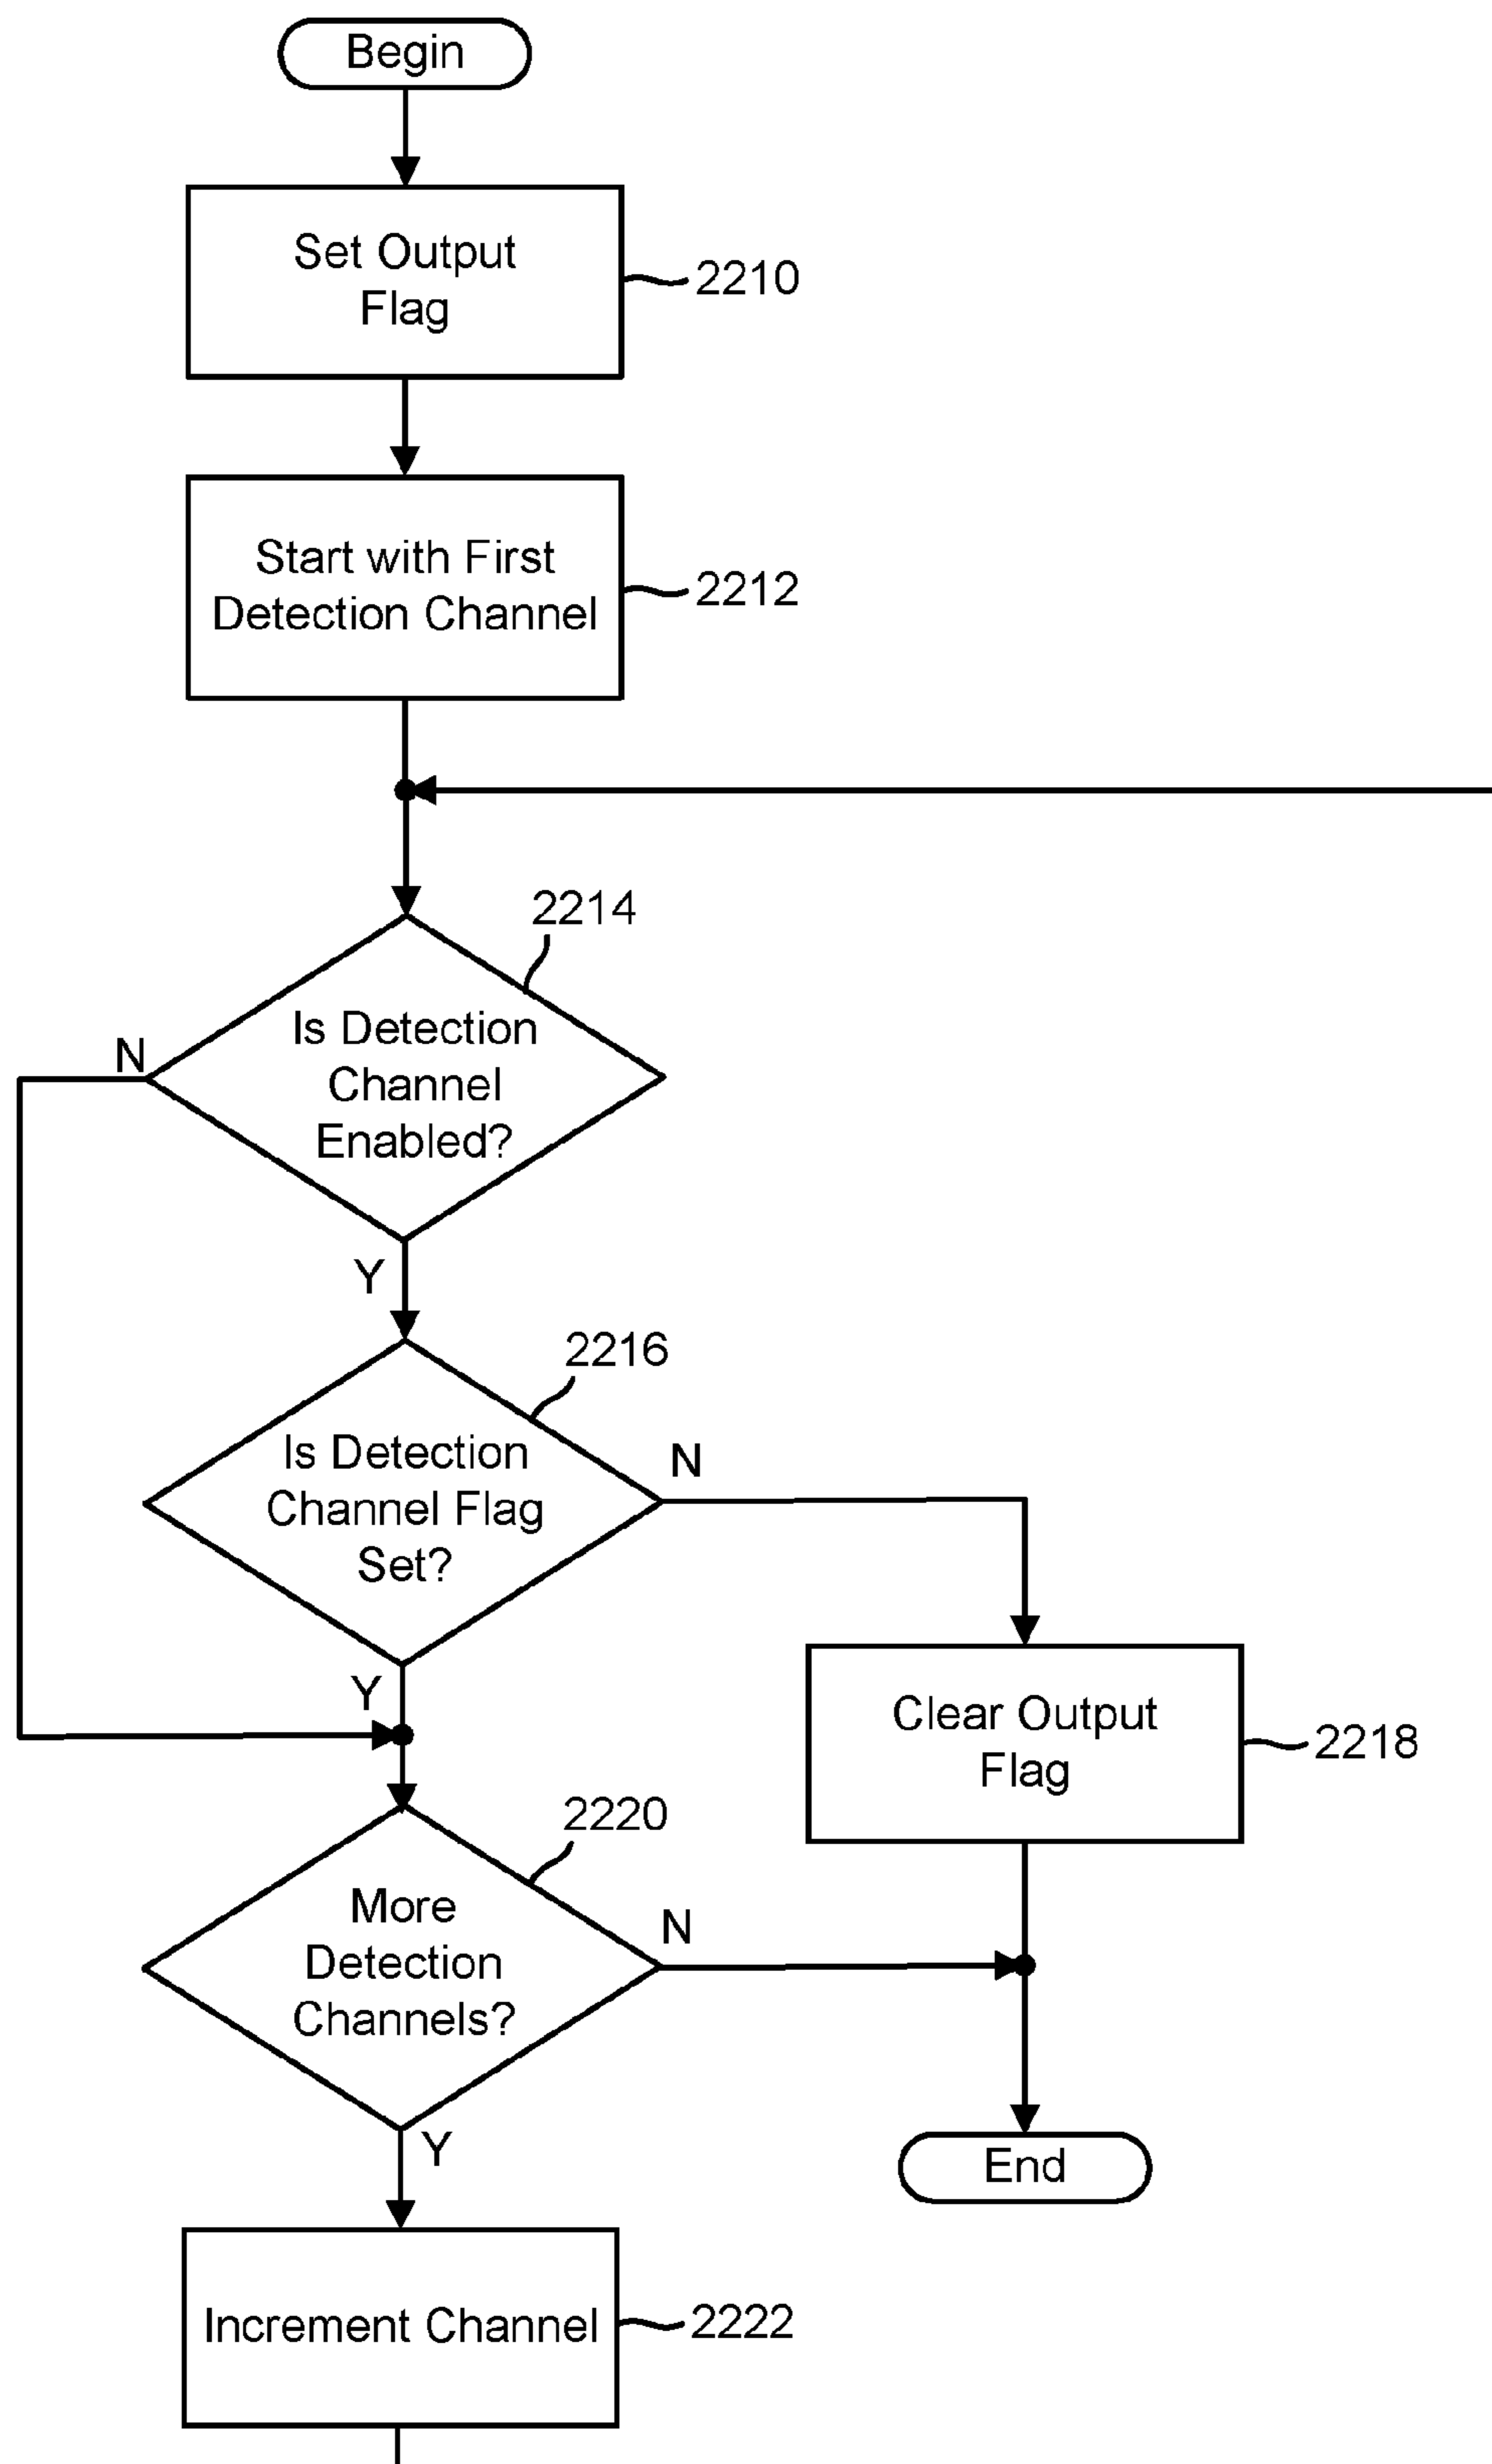 Begin
Set Output
Flag
2210
Start with First
Detection Channel
2212
2214
Is Detection
Channel
Enabled?
N
Y
2216
Is Detection
Channel Flag
Set?
N
Y
Clear Output
Flag
2218
2220
More
Detection
Channels?
N
Y
End
Increment Channel
2222